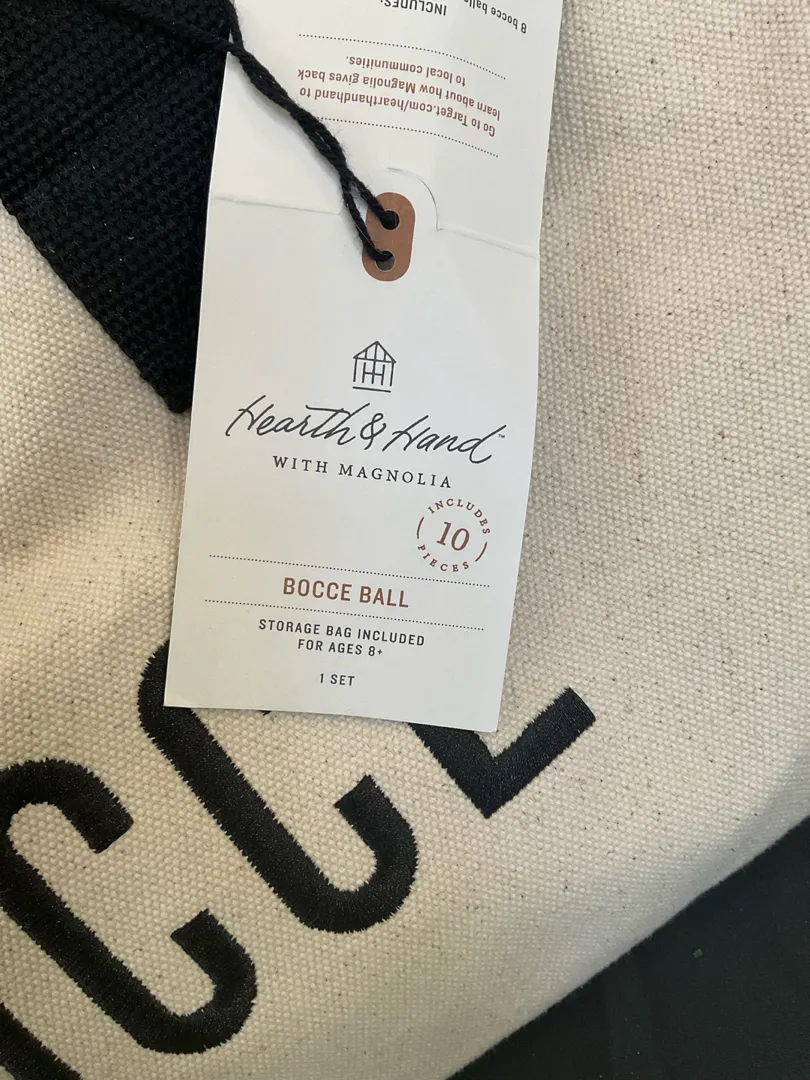 8 bocce balls
INCLUDES:
Go to Target.com/hearthandhand to
learn about how Magnolia gives back
to local communities.
Hearth & Hand™
WITH MAGNOLIA
INCLUDES
10
PIECES
BOCCE BALL
STORAGE BAG INCLUDED
FOR AGES 8+
1 SET
CCE